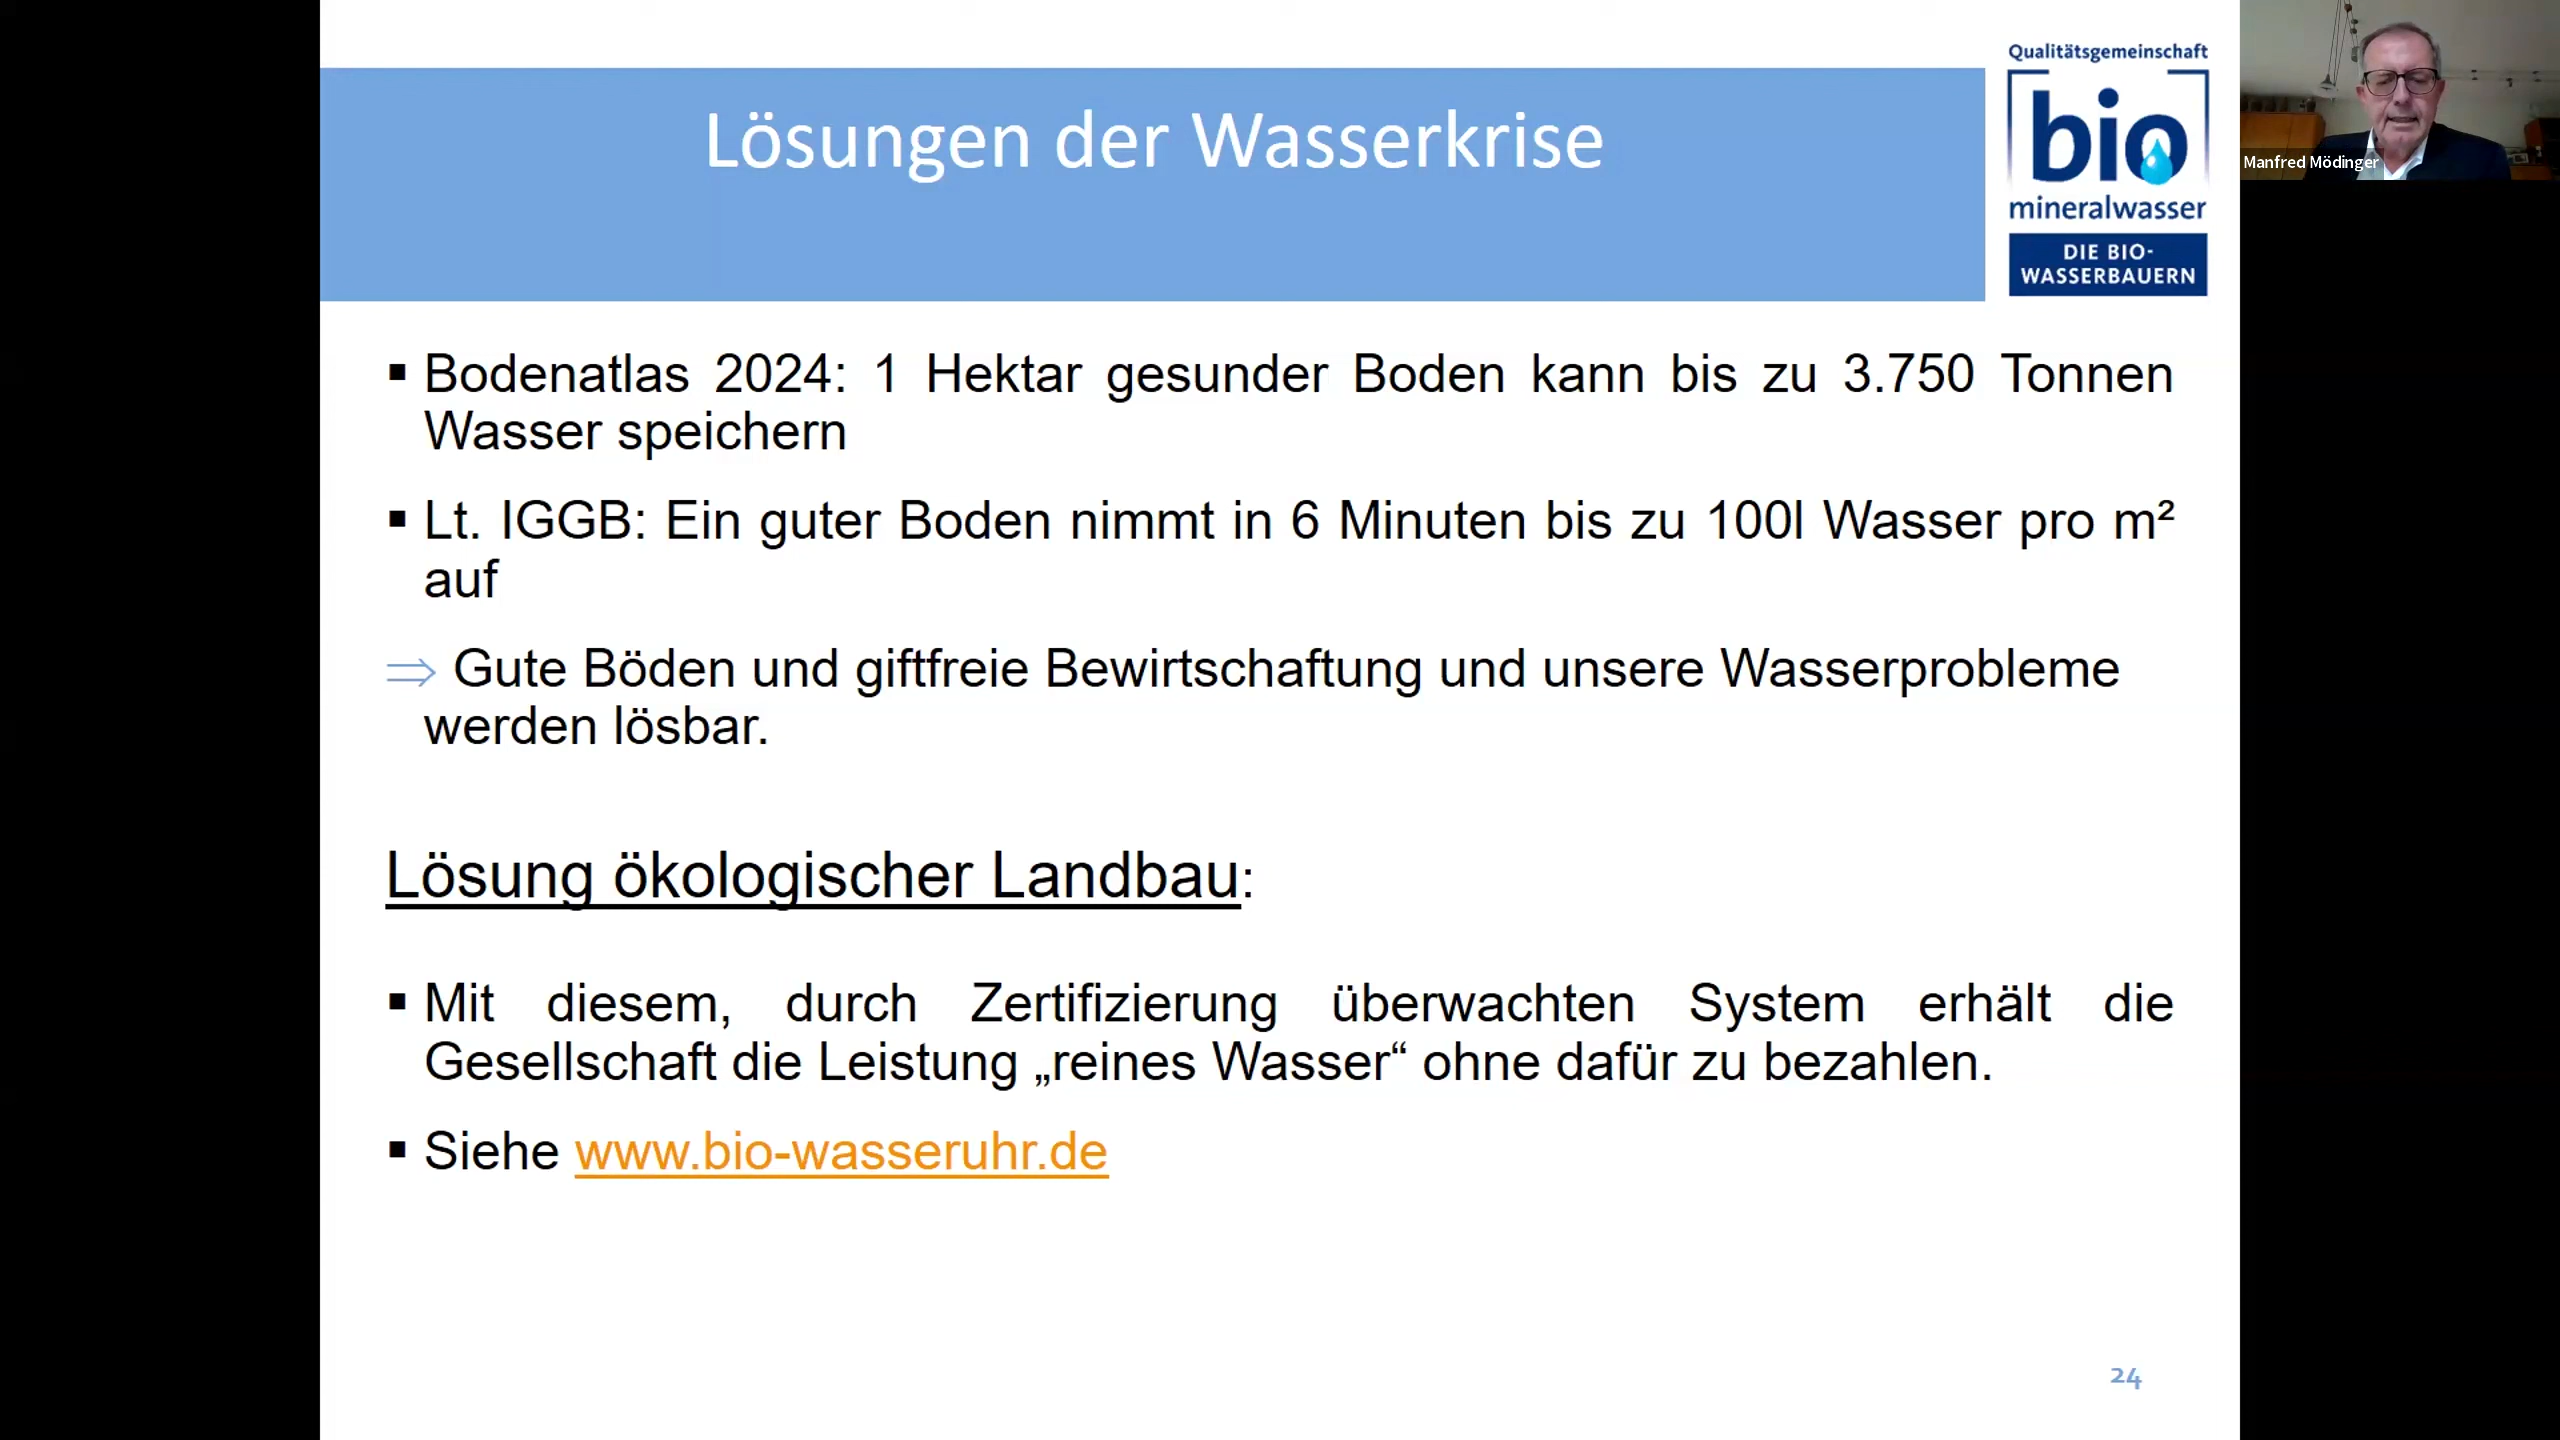 Lösungen der Wasserkrise
Qualitätsgemeinschaft
bio
mineralwasser
DIE BIO-
WASSERBAUERN
Manfred Mödinger
▪ Bodenatlas 2024: 1 Hektar gesunder Boden kann bis zu 3.750 Tonnen
Wasser speichern
▪ Lt. IGGB: Ein guter Boden nimmt in 6 Minuten bis zu 100l Wasser pro m²
auf
⇒ Gute Böden und giftfreie Bewirtschaftung und unsere Wasserprobleme
werden lösbar.
Lösung ökologischer Landbau:
▪ Mit diesem, durch Zertifizierung überwachten System erhält die
Gesellschaft die Leistung „reines Wasser“ ohne dafür zu bezahlen.
▪ Siehe www.bio-wasseruhr.de
24